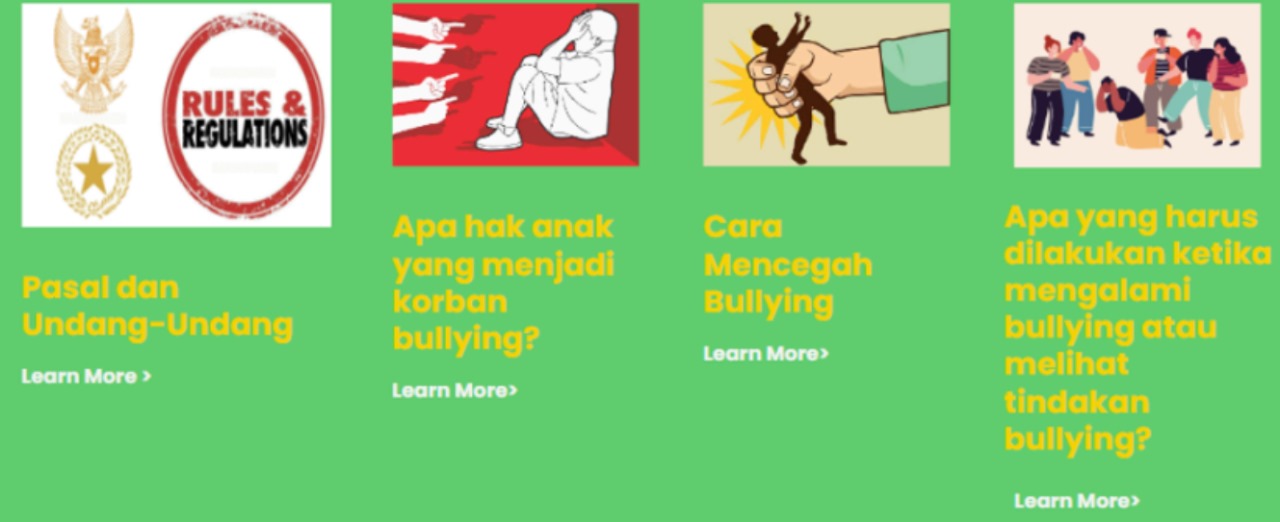 RULES &
REGULATIONS
Pasal dan
Undang-Undang
Learn More >
Apa hak anak
yang menjadi
korban
bullying?
Learn More>
Cara
Mencegah
Bullying
Learn More>
Apa yang harus
dilakukan ketika
mengalami
bullying atau
melihat
tindakan
bullying?
Learn More>